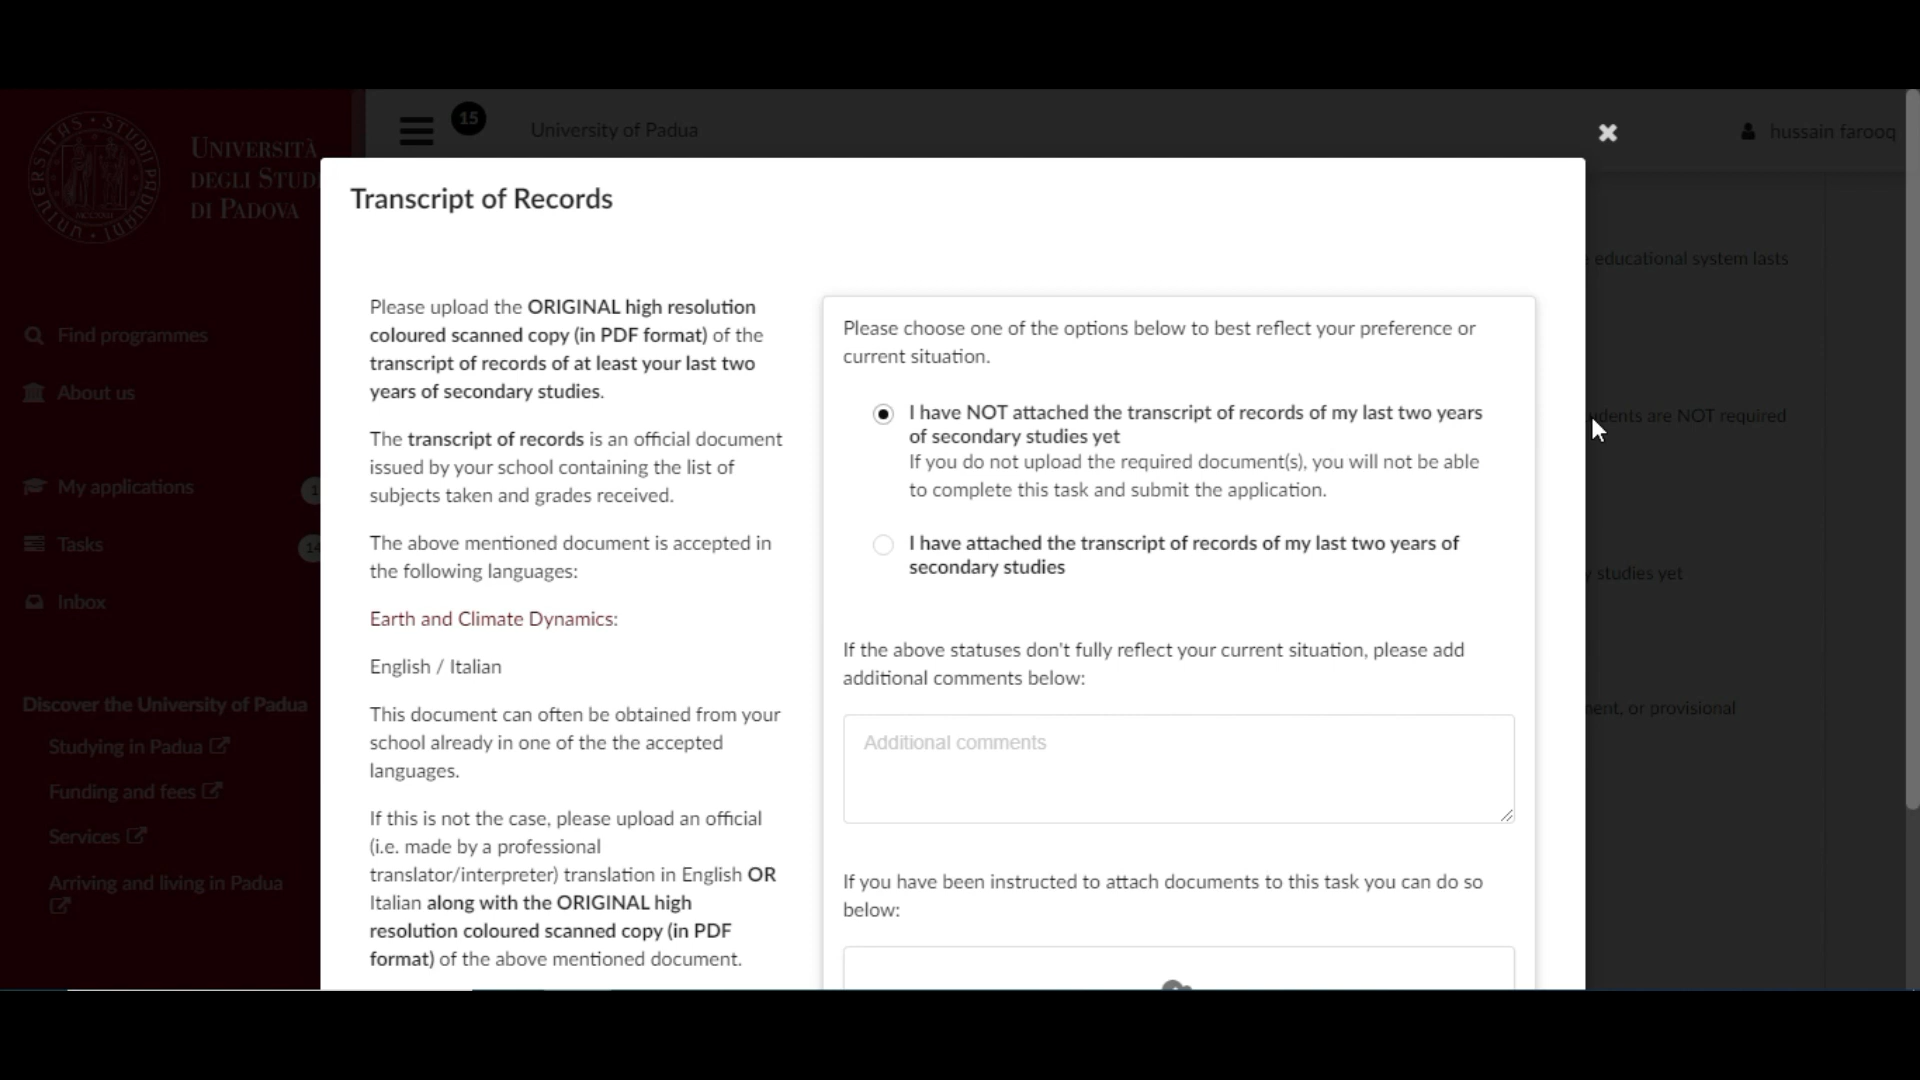 UNIVERSITÀ
DEGLI STUDI
DI PADOVA
15
University of Padua
hussain farooq
Find programmes
About us
My applications
Tasks
14
Inbox
Discover the University of Padua
Studying in Padua
Funding and fees
Services
Arriving and living in Padua
Transcript of Records
Please upload the ORIGINAL high resolution
coloured scanned copy (in PDF format) of the
transcript of records of at least your last two
years of secondary studies.
The transcript of records is an official document
issued by your school containing the list of
subjects taken and grades received.
The above mentioned document is accepted in
the following languages:
Earth and Climate Dynamics:
English / Italian
This document can often be obtained from your
school already in one of the the accepted
languages.
If this is not the case, please upload an official
(i.e. made by a professional
translator/interpreter) translation in English OR
Italian along with the ORIGINAL high
resolution coloured scanned copy (in PDF
format) of the above mentioned document.
Please choose one of the options below to best reflect your preference or
current situation.
I have NOT attached the transcript of records of my last two years
of secondary studies yet
If you do not upload the required document(s), you will not be able
to complete this task and submit the application.
I have attached the transcript of records of my last two years of
secondary studies
If the above statuses don't fully reflect your current situation, please add
additional comments below:
Additional comments
If you have been instructed to attach documents to this task you can do so
below:
educational system lasts
are NOT required
studies yet
or provisional